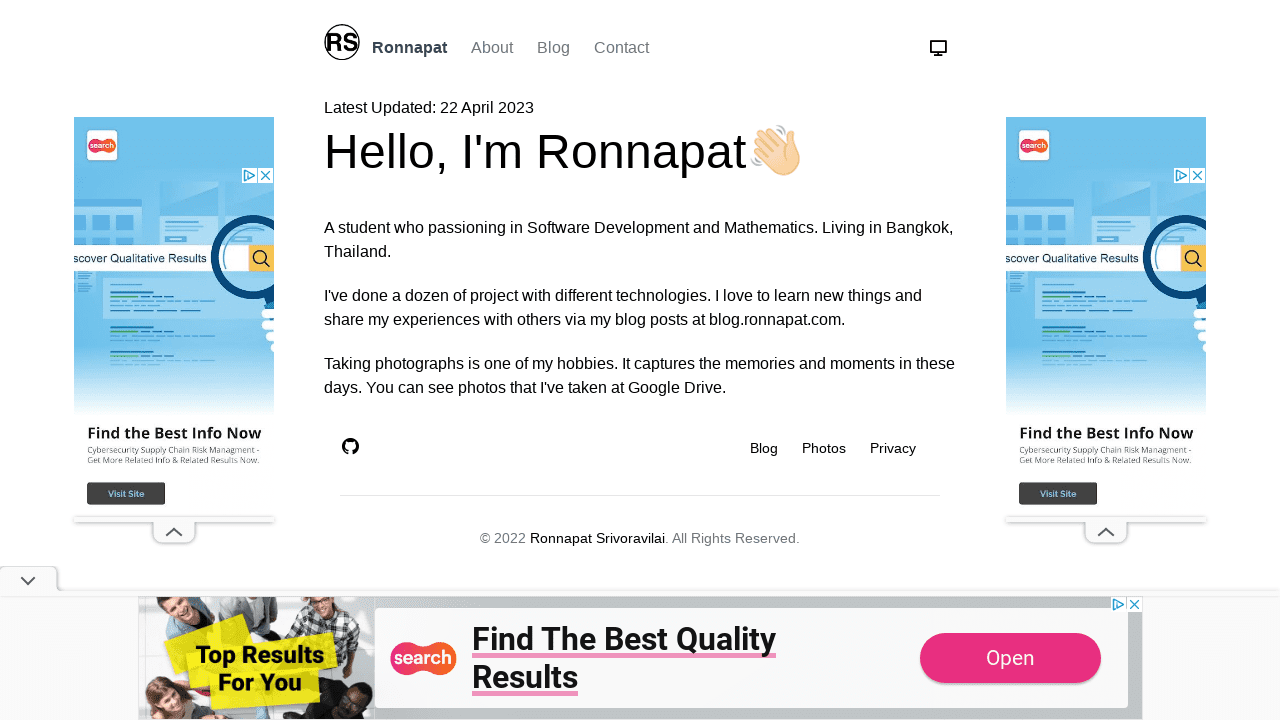 RS Ronnapat About Blog Contact
Latest Updated: 22 April 2023
Hello, I'm Ronnapat
A student who passioning in Software Development and Mathematics. Living in Bangkok,
Thailand.
I've done a dozen of project with different technologies. I love to learn new things and
share my experiences with others via my blog posts at blog.ronnapat.com.
Taking photographs is one of my hobbies. It captures the memories and moments in these
days. You can see photos that I've taken at Google Drive.
Blog Photos Privacy
© 2022 Ronnapat Srivoravilai. All Rights Reserved.
search
scover Qualitative Results
Find the Best Info Now
Cybersecurity Supply Chain Risk Managment -
Get More Related Info & Related Results Now.
Visit Site
search
scover Qualitative Results
Find the Best Info Now
Cybersecurity Supply Chain Risk Managment -
Get More Related Info & Related Results Now.
Visit Site
Top Results
For You
search
Find The Best Quality
Results
Open